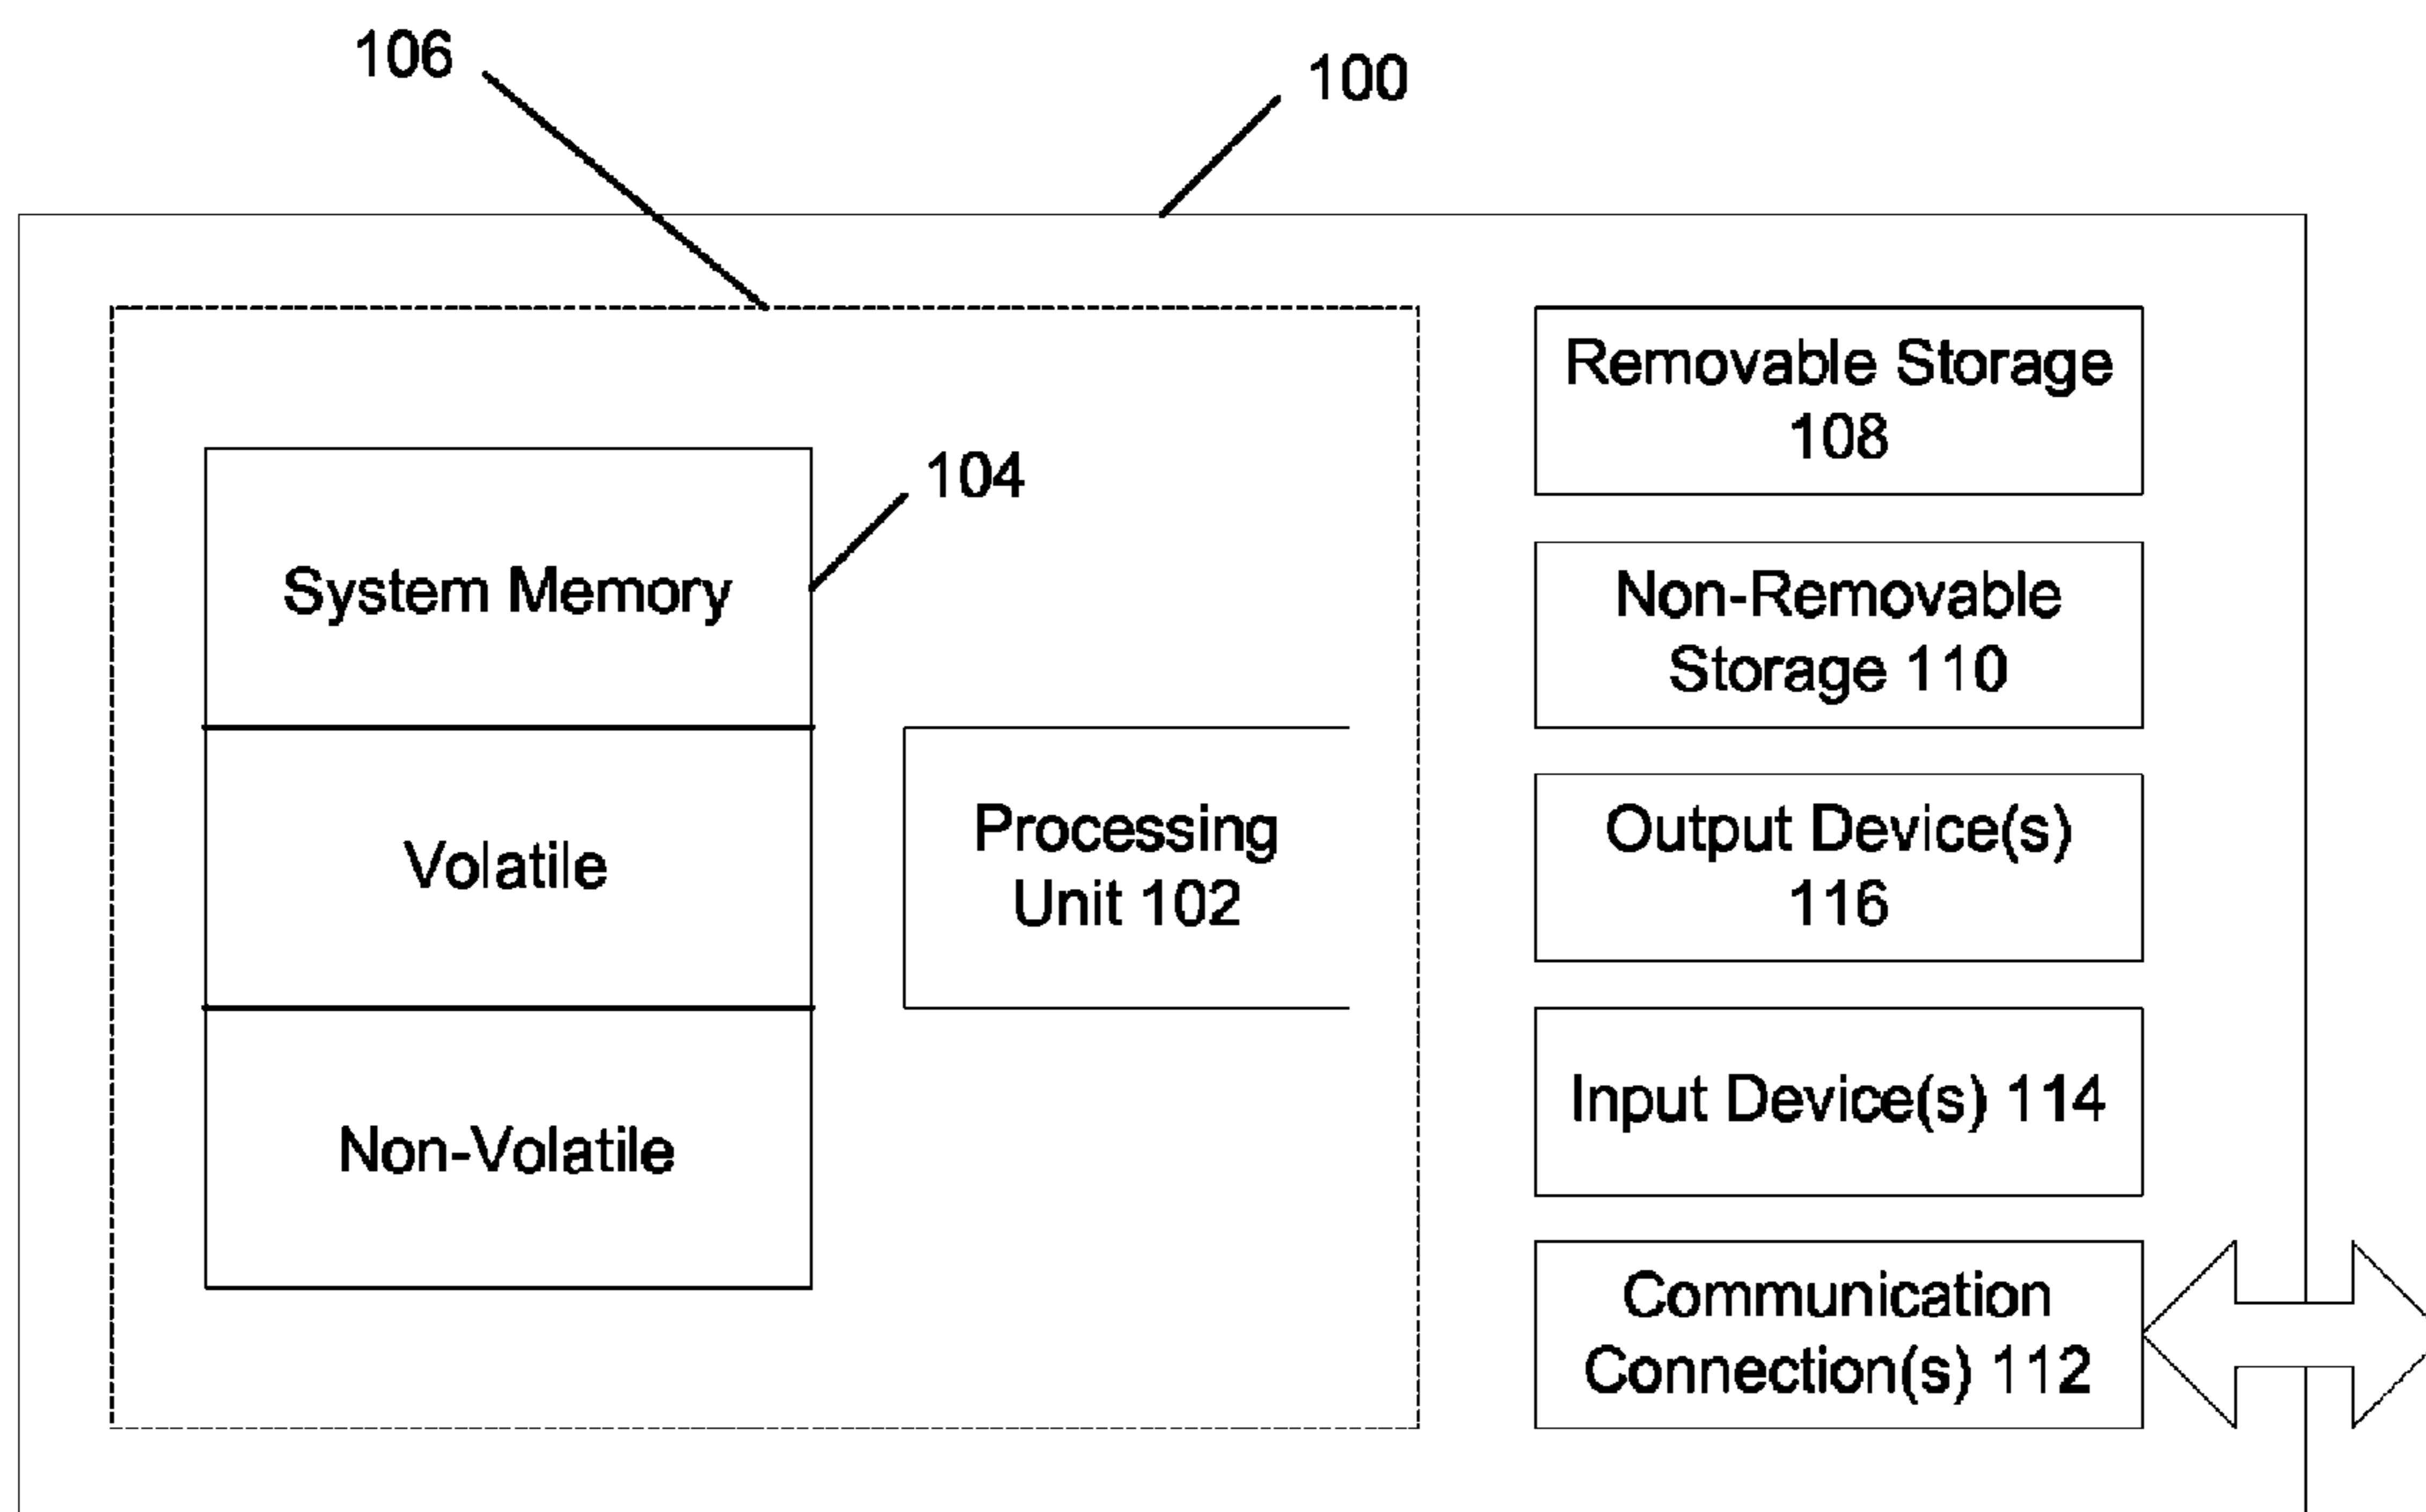 106
100
104
System Memory
Volatile
Non-Volatile
Processing
Unit 102
Removable Storage
108
Non-Removable
Storage 110
Output Device(s)
116
Input Device(s) 114
Communication
Connection(s) 112